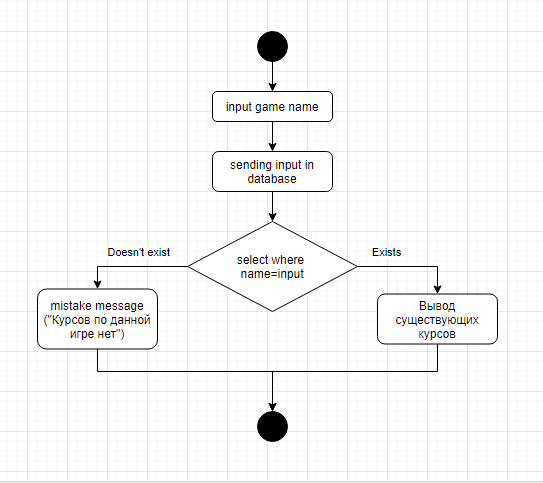 input game name
sending input in
database
select where
name=input
Doesn't exist
Exists
mistake message
("Курсов по данной
игре нет")
Вывод
существующих
курсов